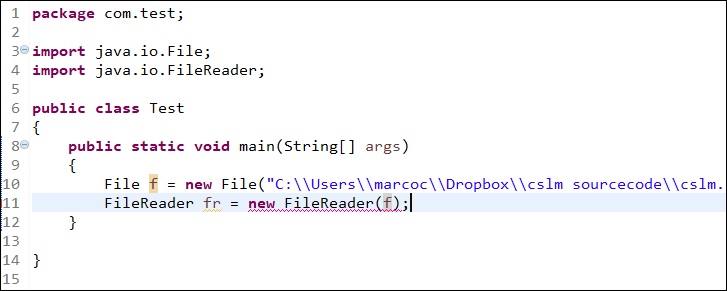 1 package com.test;
2
3 import java.io.File;
4 import java.io.FileReader;
5
6 public class Test
7 {
8     public static void main(String[] args)
9     {
10         File f = new File("C:\\Users\\marcoc\\Dropbox\\cslm sourcecode\\cslm.
11         FileReader fr = new FileReader(f);
12     }
13
14 }
15